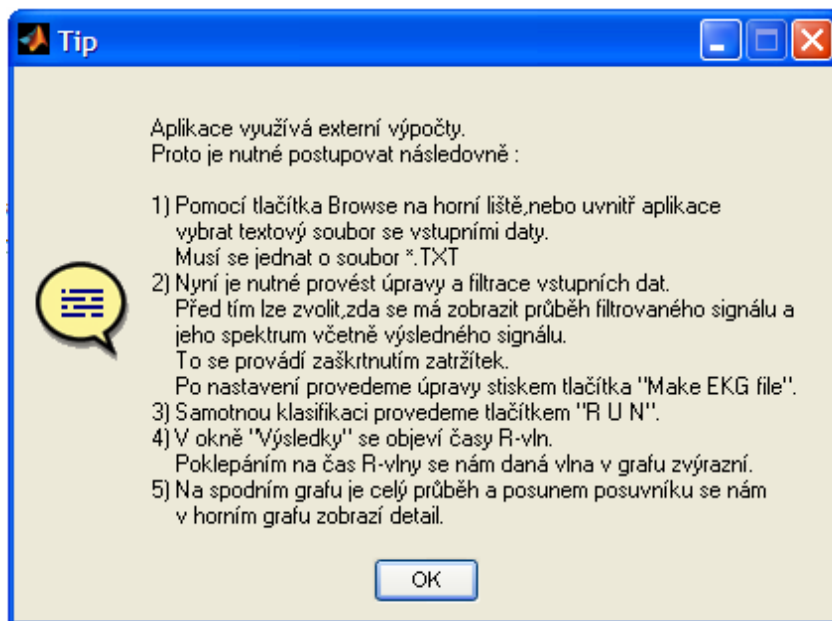 Tip
Aplikace využívá externí výpočty.
Proto je nutné postupovat následovně :
1) Pomocí tlačítka Browse na horní liště,nebo uvnitř aplikace
vybrat textový soubor se vstupními daty.
Musí se jednat o soubor *.TXT
2) Nyní je nutné provést úpravy a filtrace vstupních dat.
Před tím lze zvolit,zda se má zobrazit průběh filtrovaného signálu a
jeho spektrum včetně výsledného signálu.
To se provádí zaškrtnutím zatržítek.
Po nastavení provedeme úpravy stiskem tlačítka "Make EKG file".
3) Samotnou klasifikaci provedeme tlačítkem "R U N".
4) V okně "Výsledky" se objeví časy R-vln.
Poklepáním na čas R-vlny se nám daná vlna v grafu zvýrazní.
5) Na spodním grafu je celý průběh a posunem posuvníku se nám
v horním grafu zobrazí detail.
OK